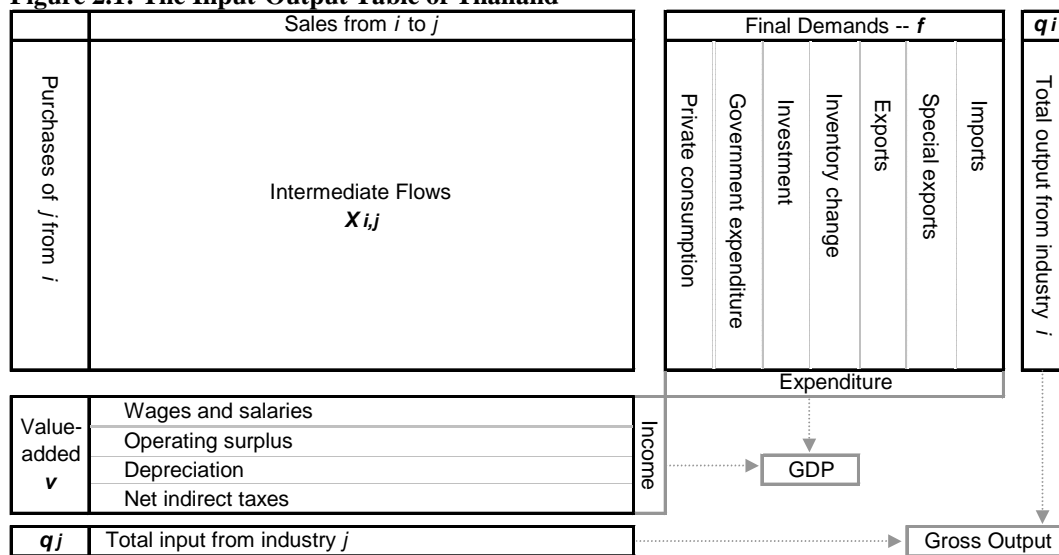 Figure 2.1: The Input-Output Table of Thailand
Sales from i to j
Final Demands -- f
q i
Purchases of j from i
Intermediate Flows
X i,j
Private consumption
Government expenditure
Investment
Inventory change
Exports
Special exports
Imports
Total output from industry i
Expenditure
Value-
added
v
Wages and salaries
Operating surplus
Depreciation
Net indirect taxes
Income
GDP
q j
Total input from industry j
Gross Output